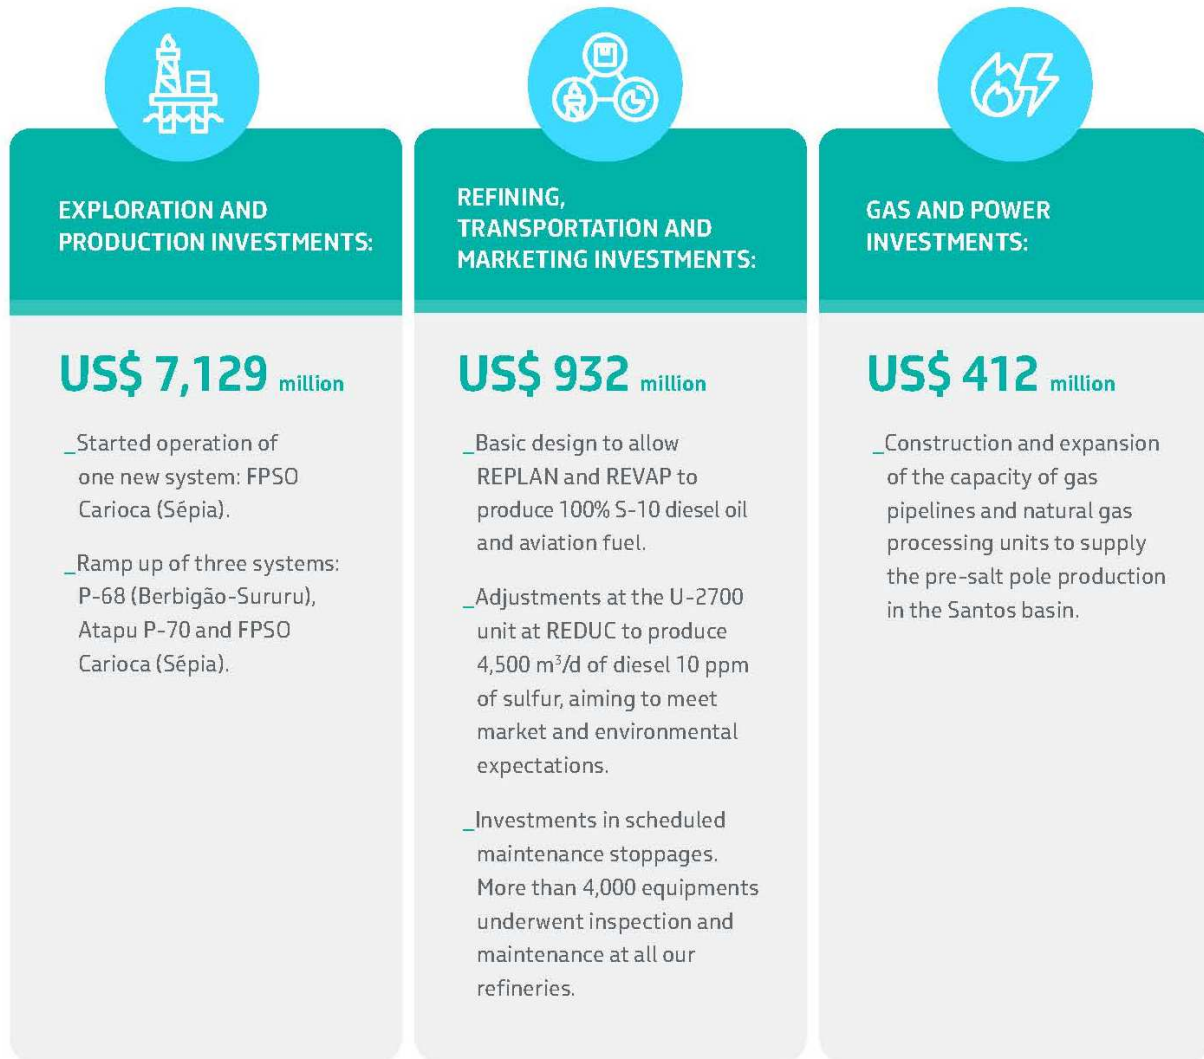 EXPLORATION AND
PRODUCTION INVESTMENTS:
US$ 7,129 million
_Started operation of
one new system: FPSO
Carioca (Sépia).
_Ramp up of three systems:
P-68 (Berbigão-Sururu),
Atapu P-70 and FPSO
Carioca (Sépia).
REFINING,
TRANSPORTATION AND
MARKETING INVESTMENTS:
US$ 932 million
_Basic design to allow
REPLAN and REVAP to
produce 100% S-10 diesel oil
and aviation fuel.
_Adjustments at the U-2700
unit at REDUC to produce
4,500 m³/d of diesel 10 ppm
of sulfur, aiming to meet
market and environmental
expectations.
_Investments in scheduled
maintenance stoppages.
More than 4,000 equipments
underwent inspection and
maintenance at all our
refineries.
GAS AND POWER
INVESTMENTS:
US$ 412 million
_Construction and expansion
of the capacity of gas
pipelines and natural gas
processing units to supply
the pre-salt pole production
in the Santos basin.